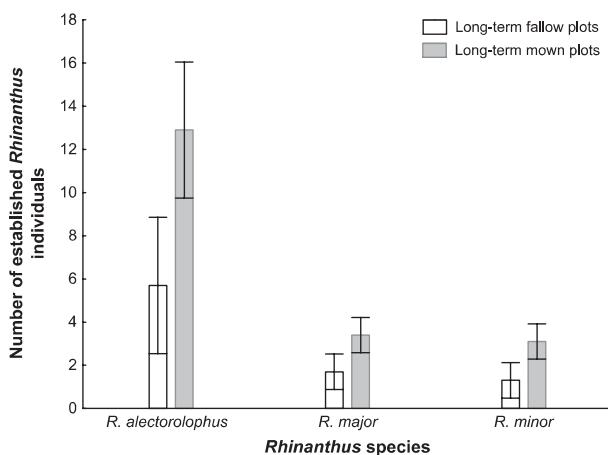 Number of established Rhinanthus
individuals
18
16
14
12
10
8
6
4
2
0
Long-term fallow plots
Long-term mown plots
R. alectorolophus R. major R. minor
Rhinanthus species